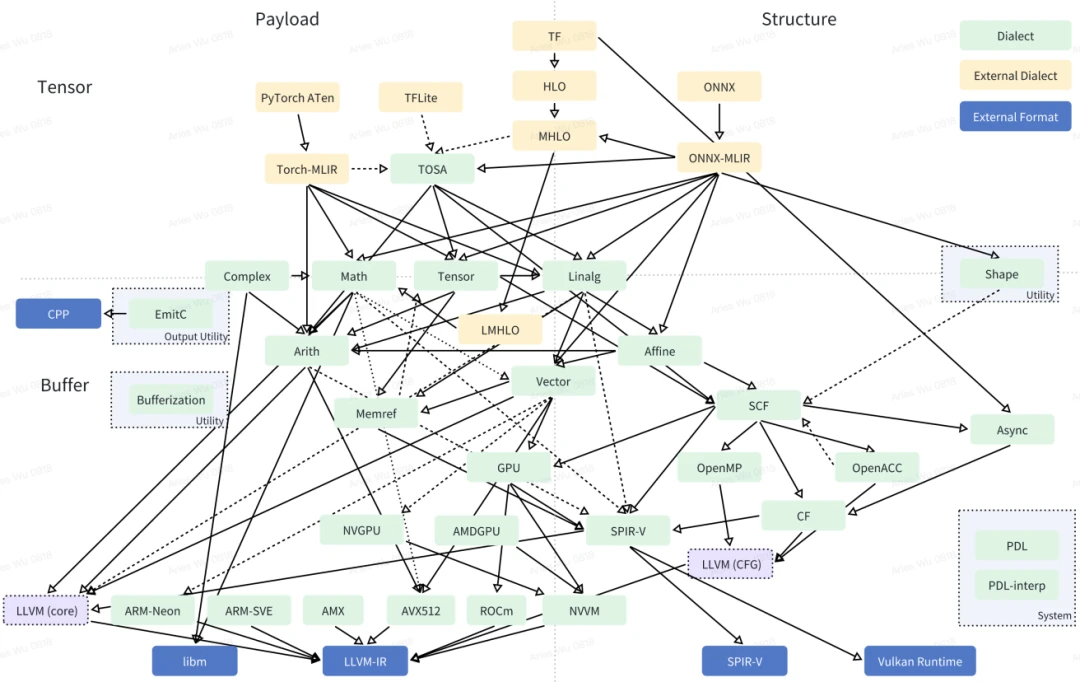 Payload
Structure
TF
Dialect
HLO
ONNX
External Dialect
Tensor
PyTorch ATen
TFLite
External Format
MHLO
Torch-MLIR
TOSA
ONNX-MLIR
Complex
Math
Tensor
Linalg
Shape
Utility
CPP
EmitC
Output Utility
LMHLO
Arith
Affine
Buffer
Bufferization
Utility
Vector
Memref
SCF
Async
GPU
OpenMP
OpenACC
NVGPU
AMDGPU
SPIR-V
CF
PDL
LLVM (CFG)
PDL-interp
System
LLVM (core)
ARM-Neon
ARM-SVE
AMX
AVX512
ROCm
NVVM
libm
LLVM-IR
SPIR-V
Vulkan Runtime